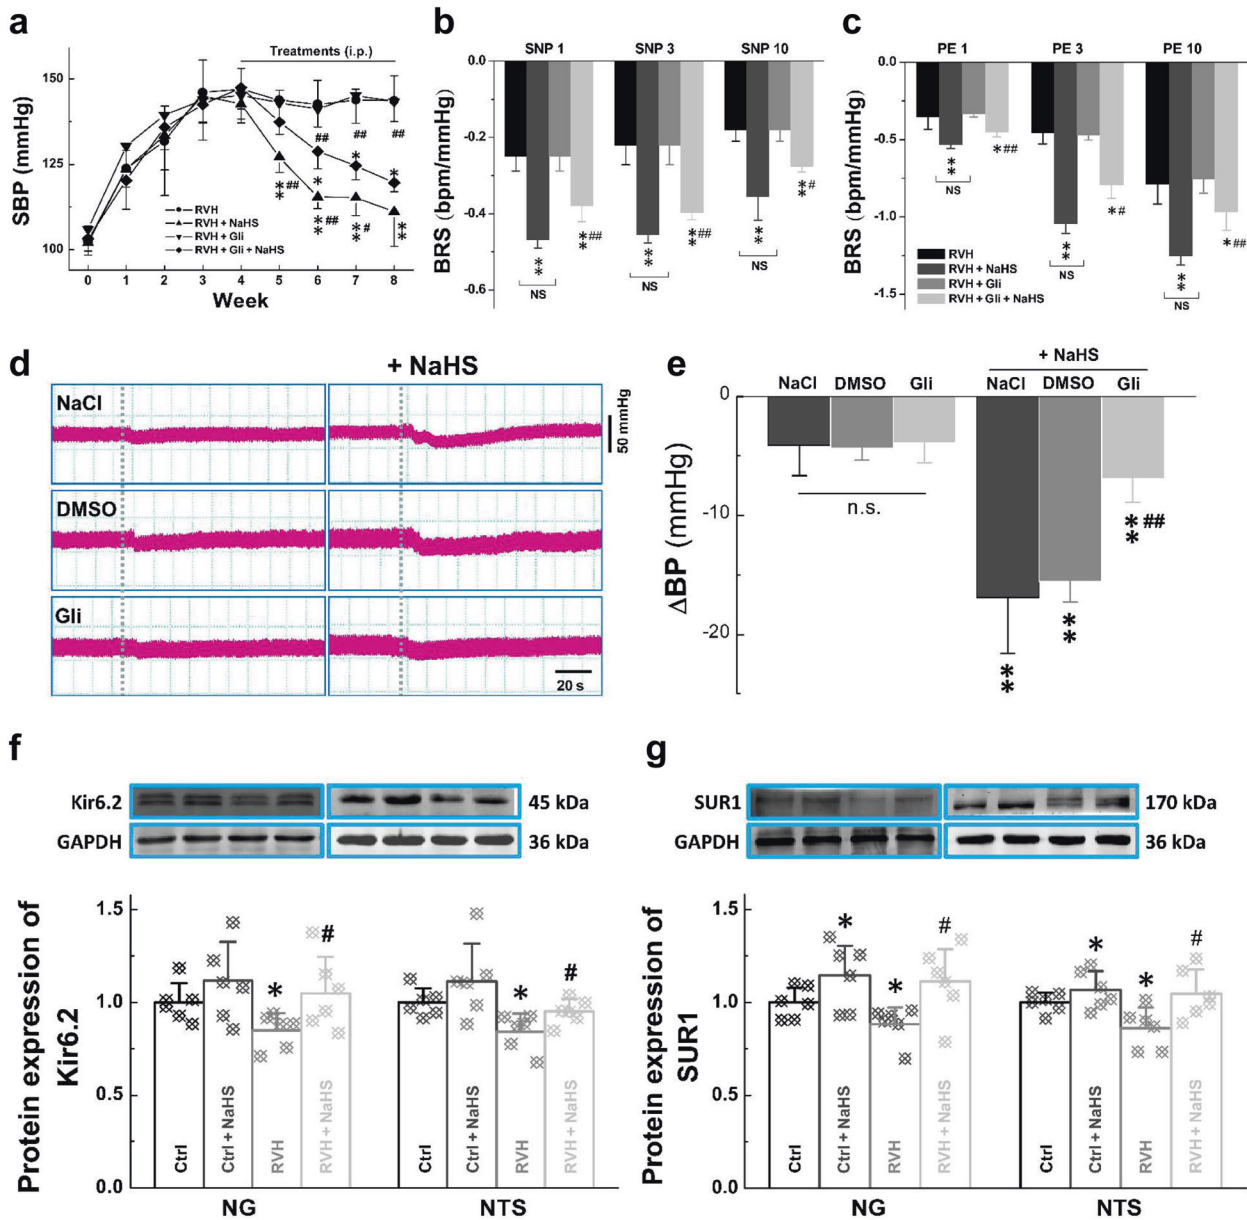 a
Treatments (i.p.)
SBP (mmHg)
150
125
100
## ## ##
* *
** ## ** ## ** # **
RVH
RVH + NaHS
RVH + Gli
RVH + Gli + NaHS
0 1 2 3 4 5 6 7 8
Week
b
SNP 1 SNP 3 SNP 10
BRS (bpm/mmHg)
0.0
-0.2
-0.4
-0.6
** ** ## ** ** ## ** ** #
NS NS NS
c
PE 1 PE 3 PE 10
BRS (bpm/mmHg)
0.0
-0.5
-1.0
-1.5
** * ## ** * # ** * ##
NS NS NS
RVH
RVH + NaHS
RVH + Gli
RVH + Gli + NaHS
d
+ NaHS
NaCl
50 mmHg
DMSO
Gli
20 s
e
+ NaHS
NaCl DMSO Gli NaCl DMSO Gli
ΔBP (mmHg)
0
-10
-20
n.s.
** ** ** ##
f
Kir6.2 45 kDa
GAPDH 36 kDa
Protein expression of
Kir6.2
1.5
1.0
0.5
0.0
* # * #
Ctrl Ctrl + NaHS RVH RVH + NaHS Ctrl Ctrl + NaHS RVH RVH + NaHS
NG NTS
g
SUR1 170 kDa
GAPDH 36 kDa
Protein expression of
SUR1
1.5
1.0
0.5
0.0
* * # * * #
Ctrl Ctrl + NaHS RVH RVH + NaHS Ctrl Ctrl + NaHS RVH RVH + NaHS
NG NTS